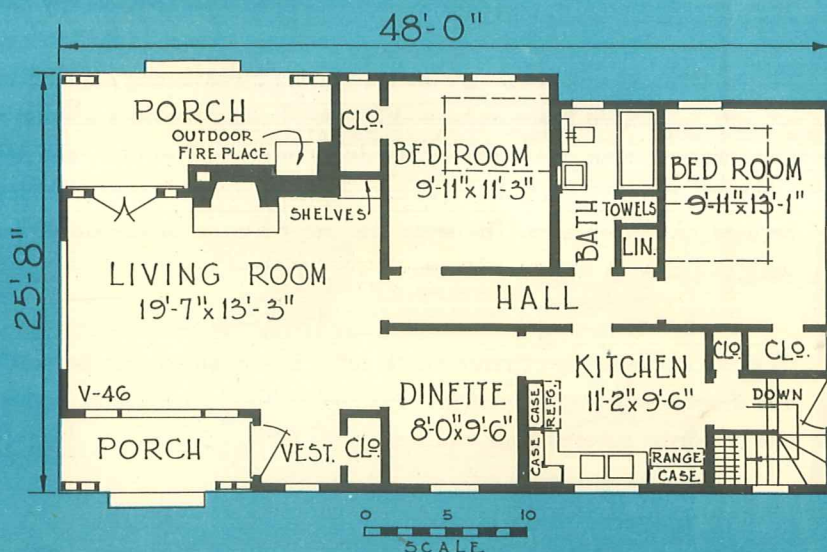 48'-0"
25'-8"
PORCH
OUTDOOR
FIRE PLACE
CLO.
BED ROOM
9'-11" x 11'-3"
BED ROOM
9'-11" x 13'-1"
BATH
TOWELS
LIN.
SHELVES
LIVING ROOM
19'-7" x 13'-3"
HALL
V-46
DINETTE
8'-0" x 9'-6"
KITCHEN
11'-2" x 9'-6"
CLO.
CLO.
DOWN
CASE
REFG.
CASE
RANGE
CASE
PORCH
VEST.
CLO.
0 5 10
SCALE